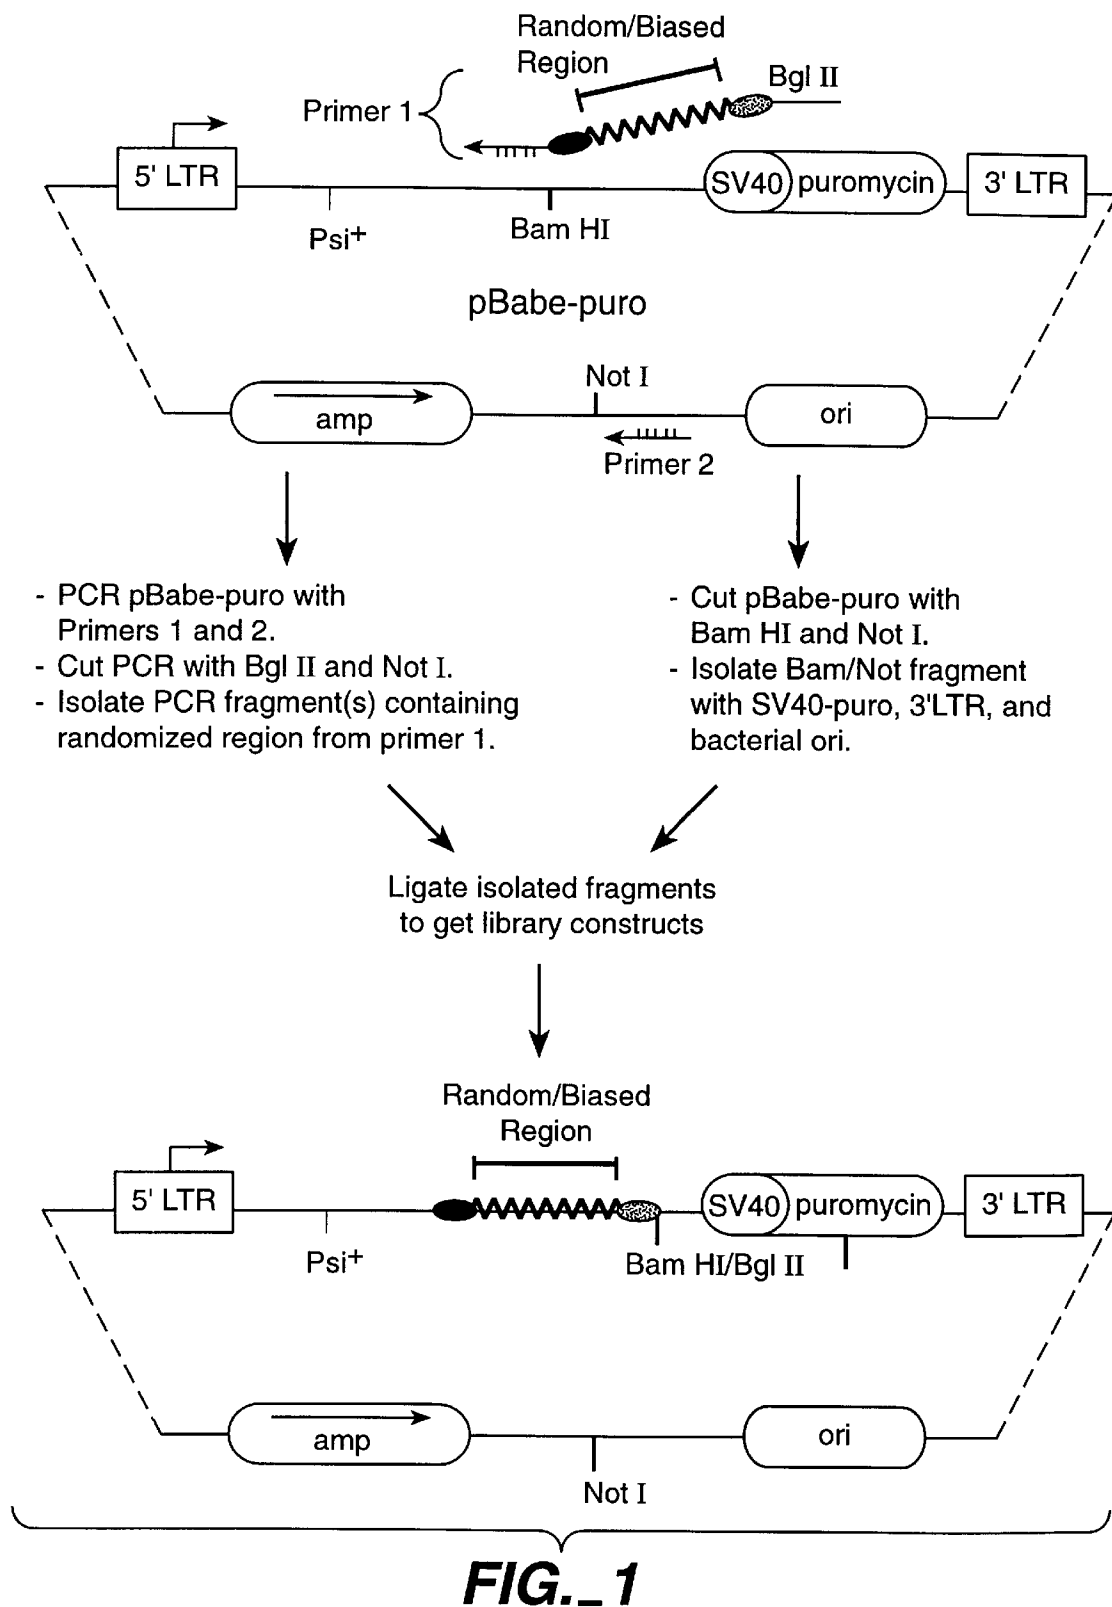 Random/Biased
Region
Bgl II
Primer 1
5' LTR
SV40
puromycin
3' LTR
Psi+
Bam HI
pBabe-puro
Not I
amp
ori
Primer 2
- PCR pBabe-puro with
Primers 1 and 2.
- Cut PCR with Bgl II and Not I.
- Isolate PCR fragment(s) containing
randomized region from primer 1.
- Cut pBabe-puro with
Bam HI and Not I.
- Isolate Bam/Not fragment
with SV40-puro, 3'LTR, and
bacterial ori.
Ligate isolated fragments
to get library constructs
Random/Biased
Region
5' LTR
SV40
puromycin
3' LTR
Psi+
Bam HI/Bgl II
amp
ori
Not I
FIG._1